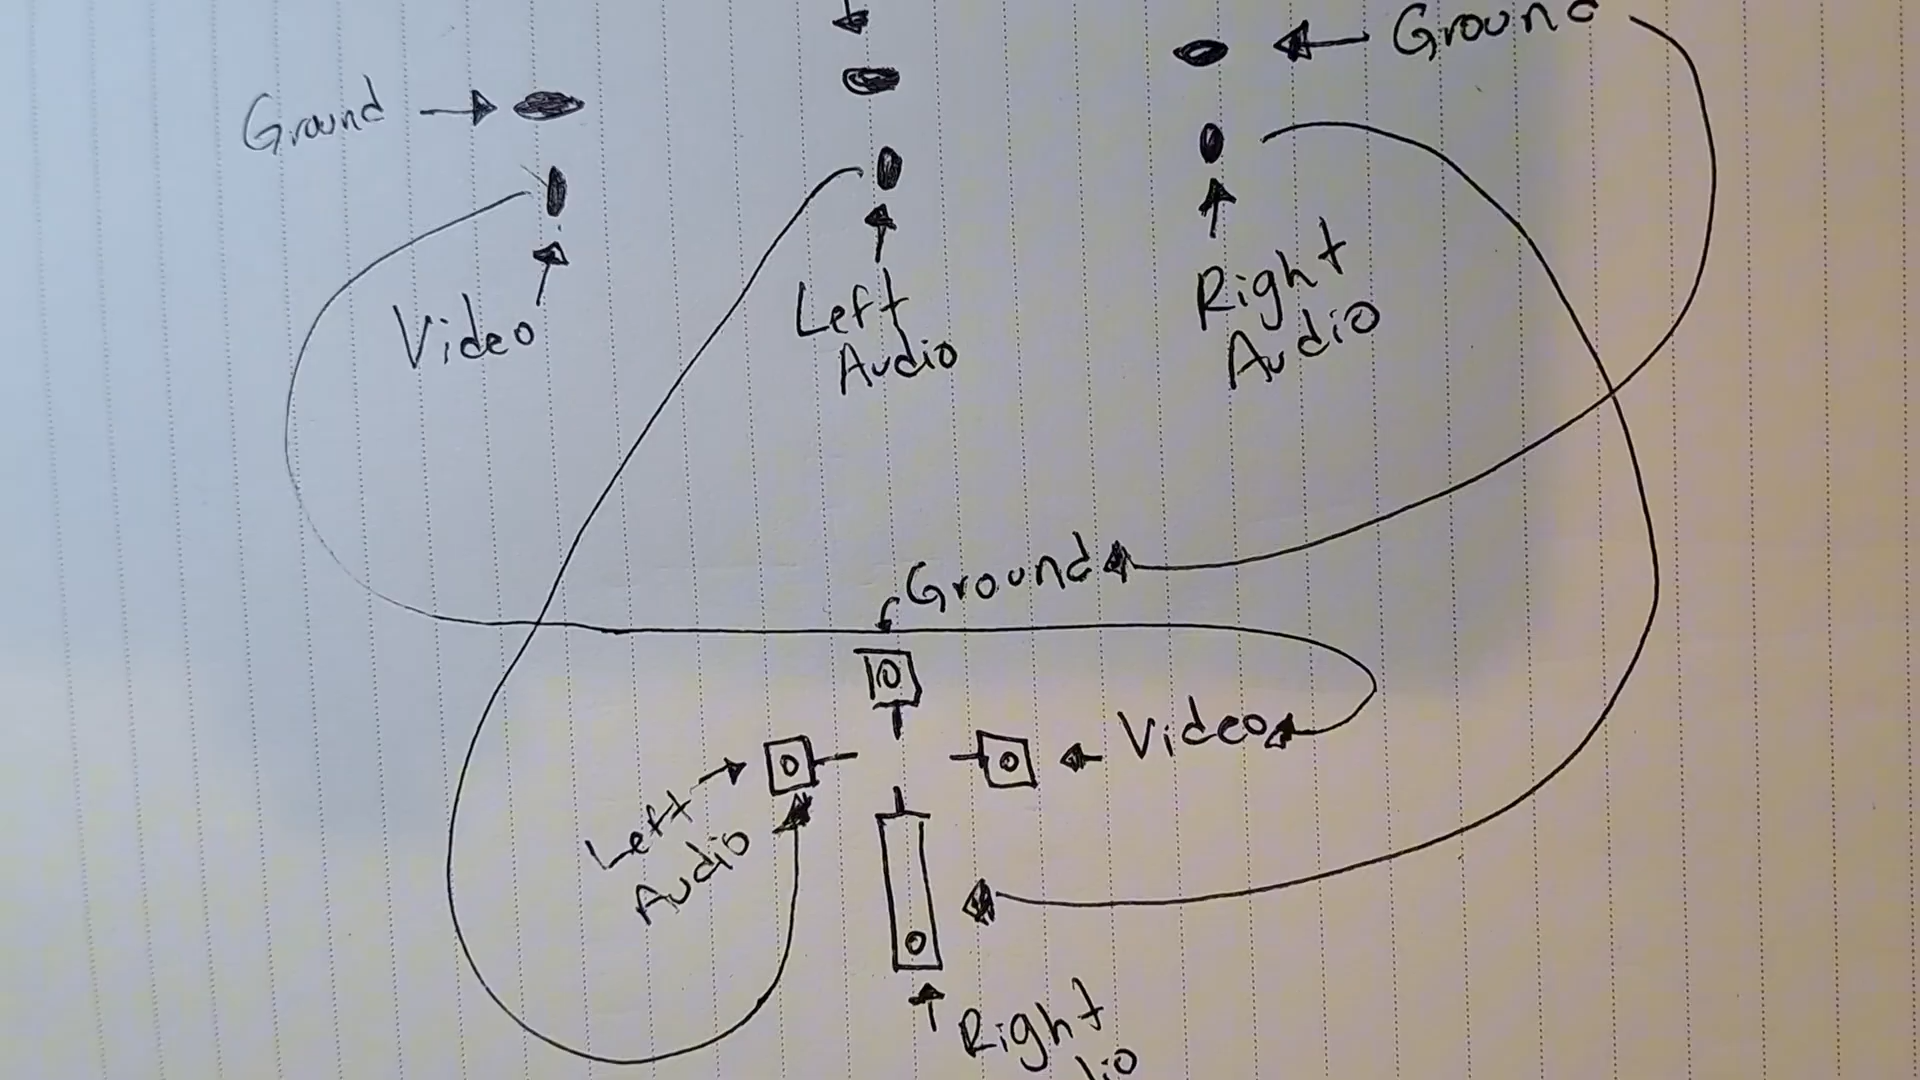 Ground
Ground
Video
Left
Audio
Right
Audio
Ground
Video
Left
Audio
Right